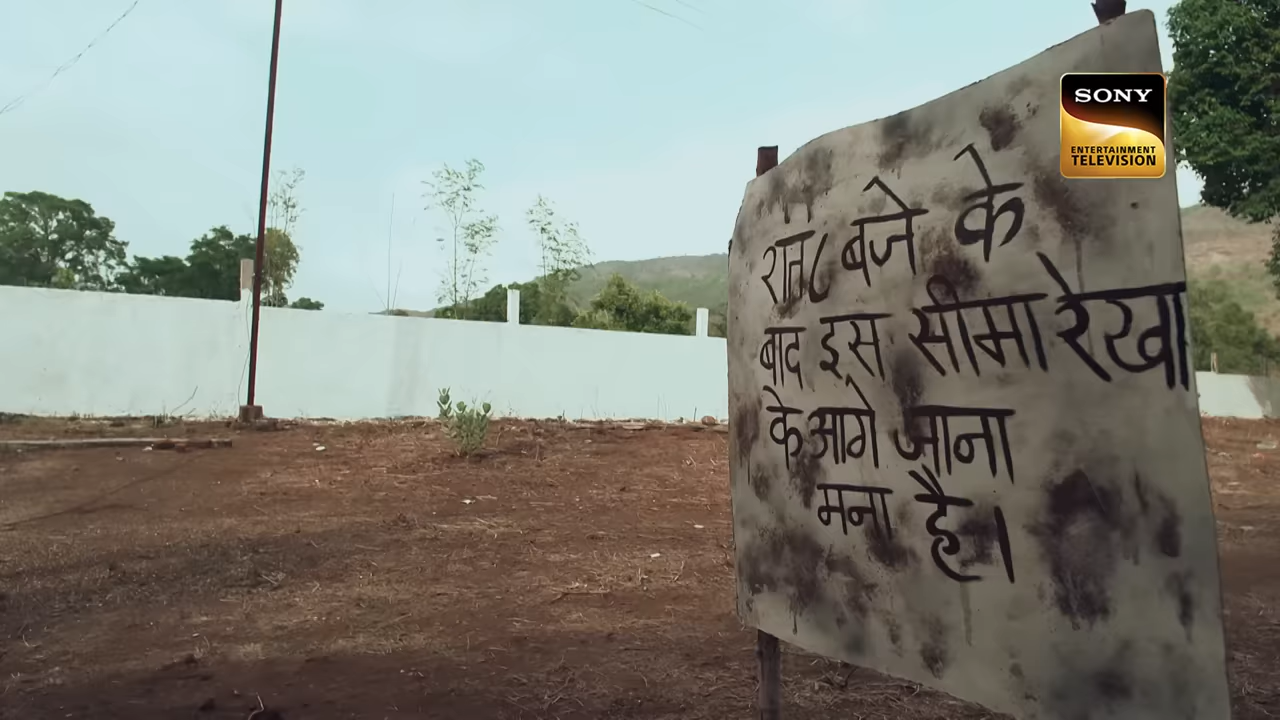 SONY
ENTERTAINMENT
TELEVISION
रात ८ बजे के
बाद इस सीमा रेखा
के आगे जाना
मना है।